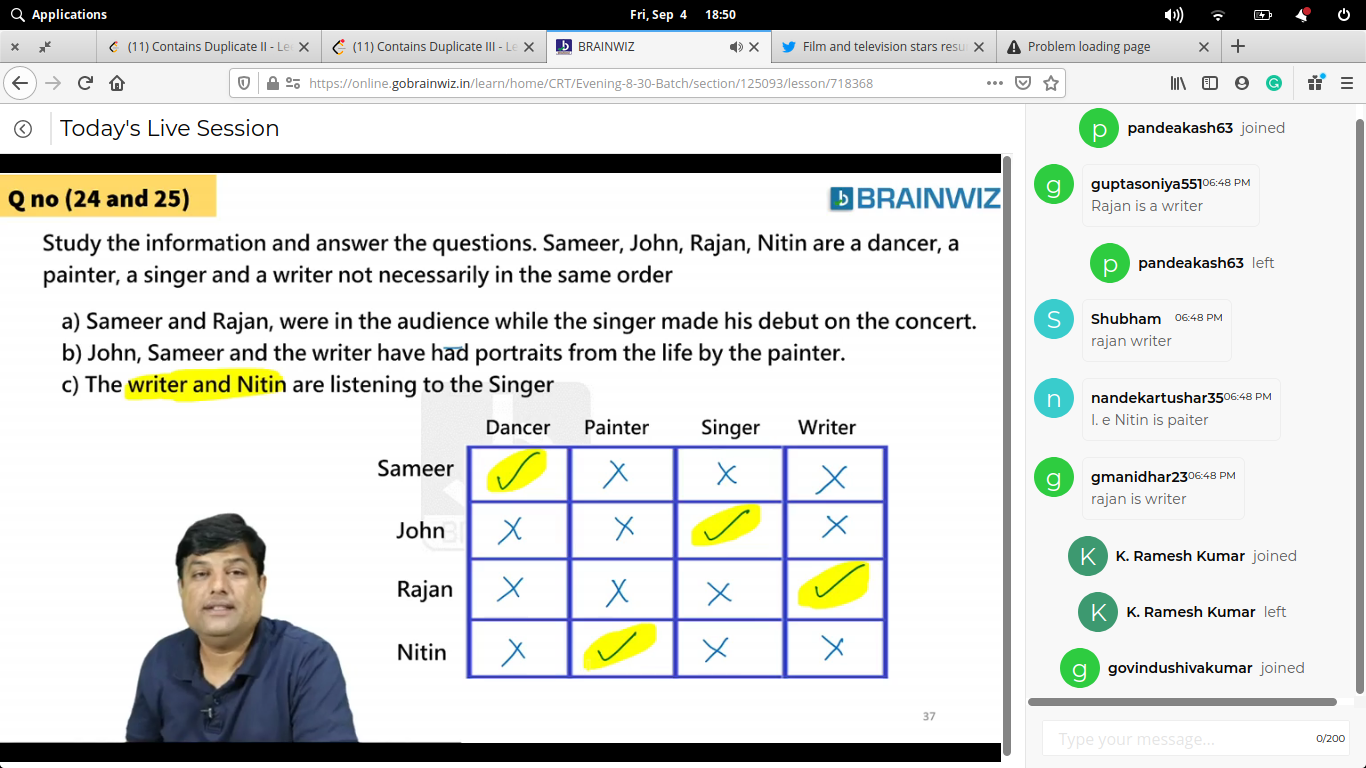 Applications
Fri, Sep 4 18:50
(11) Contains Duplicate II - Le
(11) Contains Duplicate III - Le
BRAINWIZ
Film and television stars resu
Problem loading page
https://online.gobrainwiz.in/learn/home/CRT/Evening-8-30-Batch/section/125093/lesson/718368
Today's Live Session
Q no (24 and 25)
BRAINWIZ
Study the information and answer the questions. Sameer, John, Rajan, Nitin are a dancer, a
painter, a singer and a writer not necessarily in the same order
a) Sameer and Rajan, were in the audience while the singer made his debut on the concert.
b) John, Sameer and the writer have had portraits from the life by the painter.
c) The writer and Nitin are listening to the Singer
Dancer Painter Singer Writer
Sameer ✓ X X X
John X X ✓ X
Rajan X X X ✓
Nitin X ✓ X X
37
p pandeakash63 joined
g guptasoniya551 06:48 PM
Rajan is a writer
p pandeakash63 left
S Shubham 06:48 PM
rajan writer
n nandekartushar35 06:48 PM
I. e Nitin is paiter
g gmanidhar23 06:48 PM
rajan is writer
K K. Ramesh Kumar joined
K K. Ramesh Kumar left
g govindushivakumar joined
Type your message...
0/200